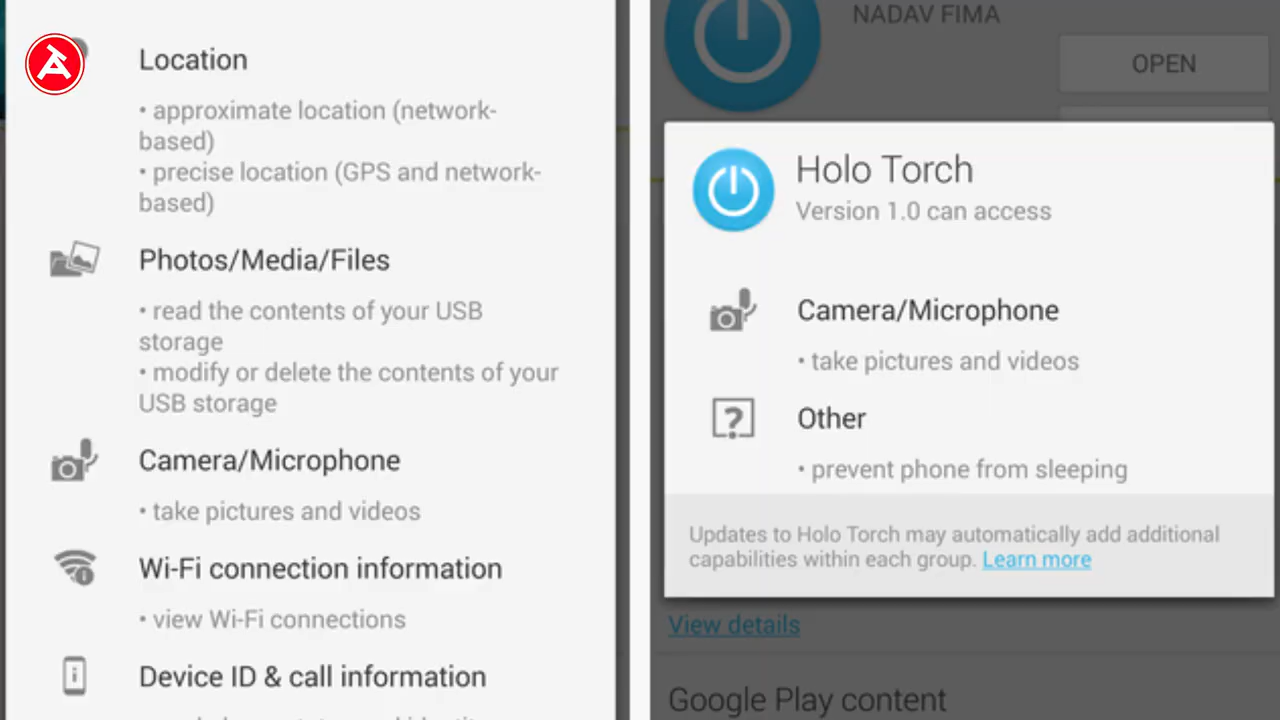 Location
• approximate location (network-
based)
• precise location (GPS and network-
based)
Photos/Media/Files
• read the contents of your USB
storage
• modify or delete the contents of your
USB storage
Camera/Microphone
• take pictures and videos
Wi-Fi connection information
• view Wi-Fi connections
Device ID & call information
NADAV FIMA
OPEN
Holo Torch
Version 1.0 can access
Camera/Microphone
• take pictures and videos
Other
• prevent phone from sleeping
Updates to Holo Torch may automatically add additional
capabilities within each group. Learn more
View details
Google Play content